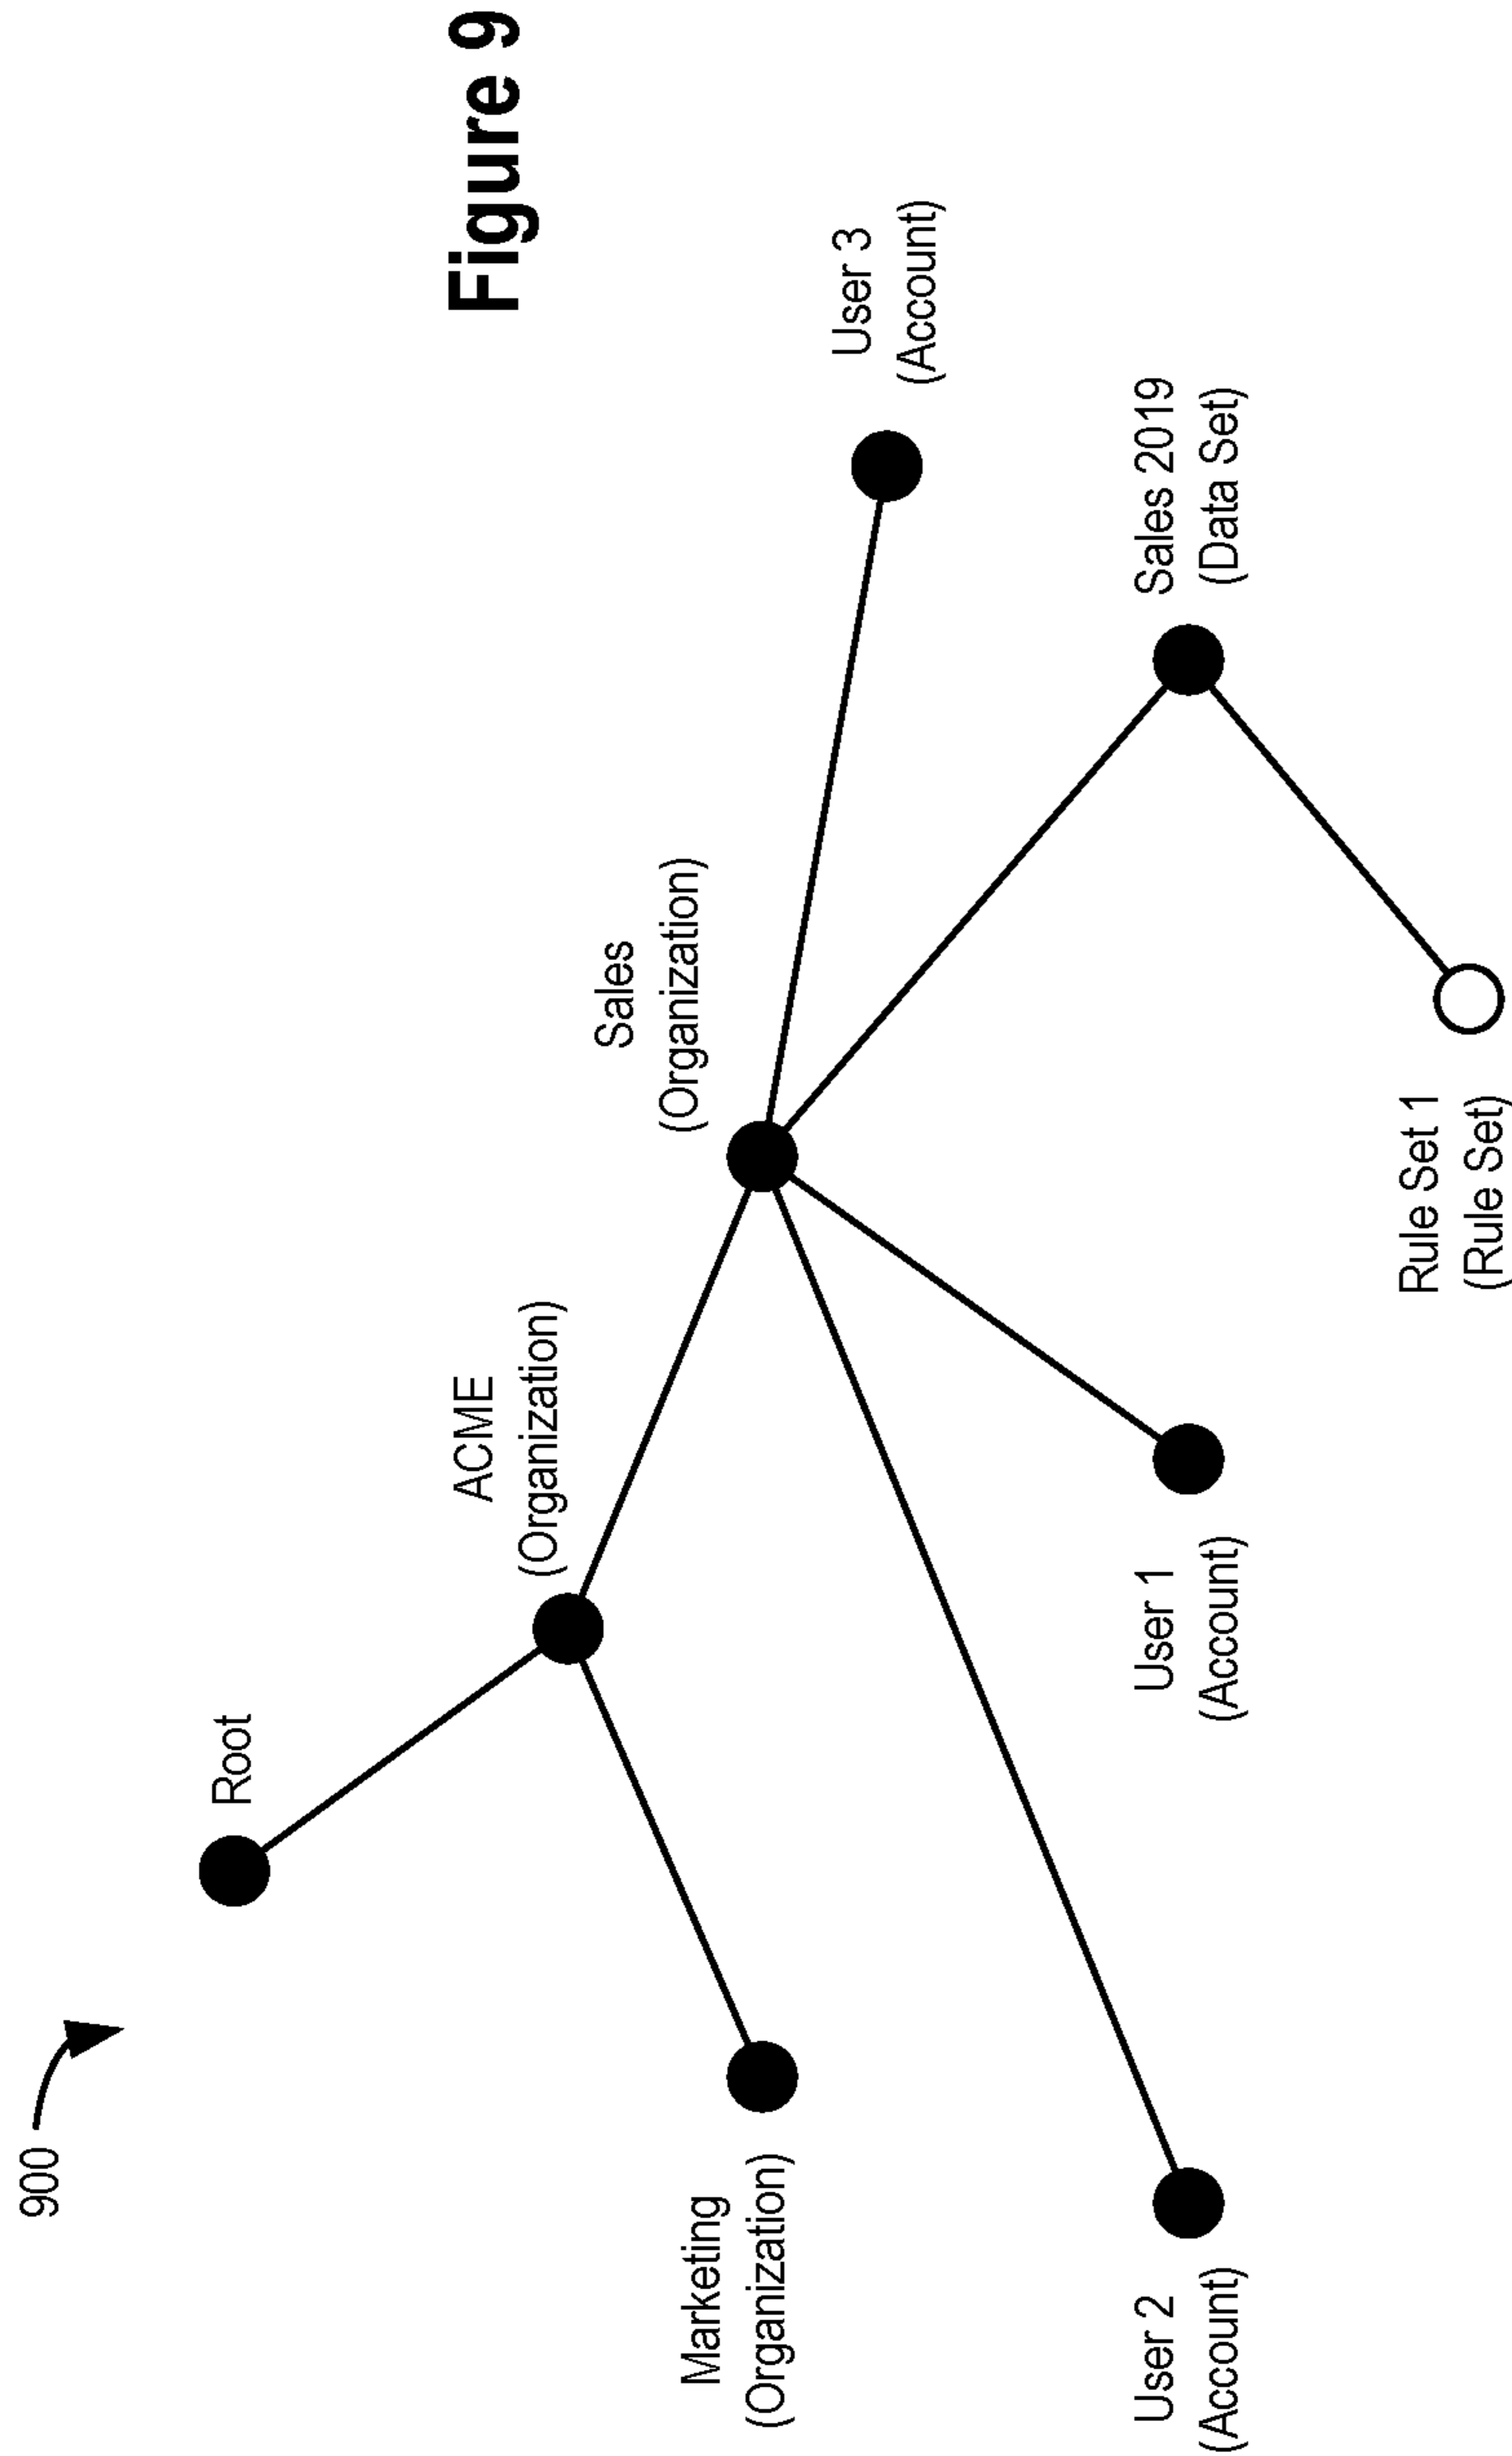 900
Root
ACME
(Organization)
Marketing
(Organization)
Sales
(Organization)
User 3
(Account)
User 2
(Account)
User 1
(Account)
Sales 2019
(Data Set)
Rule Set 1
(Rule Set)
Figure 9